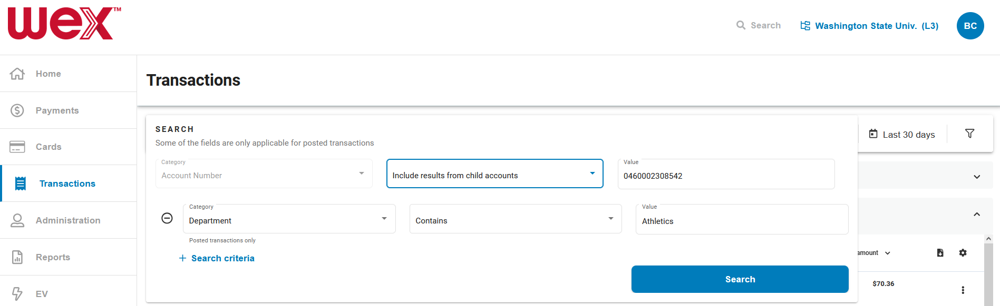 wex™
Search
Washington State Univ. (L3)
BC
Home
Payments
Cards
Transactions
Administration
Reports
EV
Transactions
SEARCH
Some of the fields are only applicable for posted transactions
Category
Account Number
Include results from child accounts
Value
0460002308542
Category
Department
Contains
Value
Athletics
Posted transactions only
+ Search criteria
Search
Last 30 days
amount
$70.36